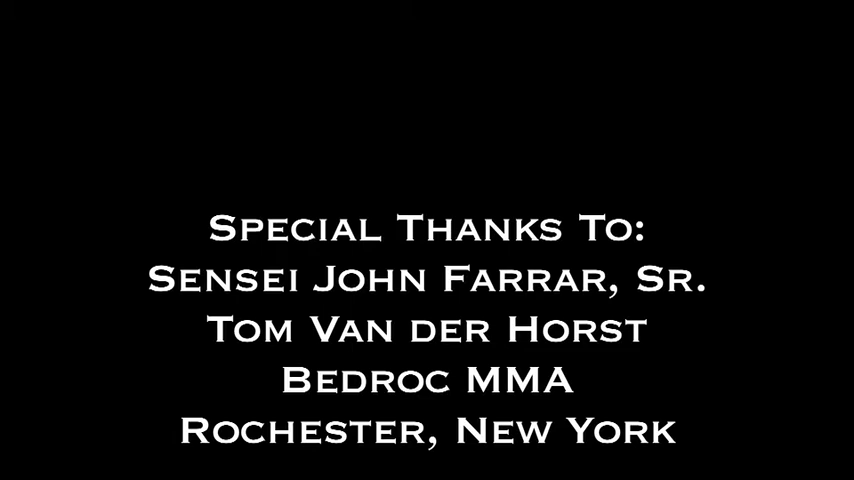 Special Thanks To:
Sensei John Farrar, Sr.
Tom Van der Horst
Bedroc MMA
Rochester, New York